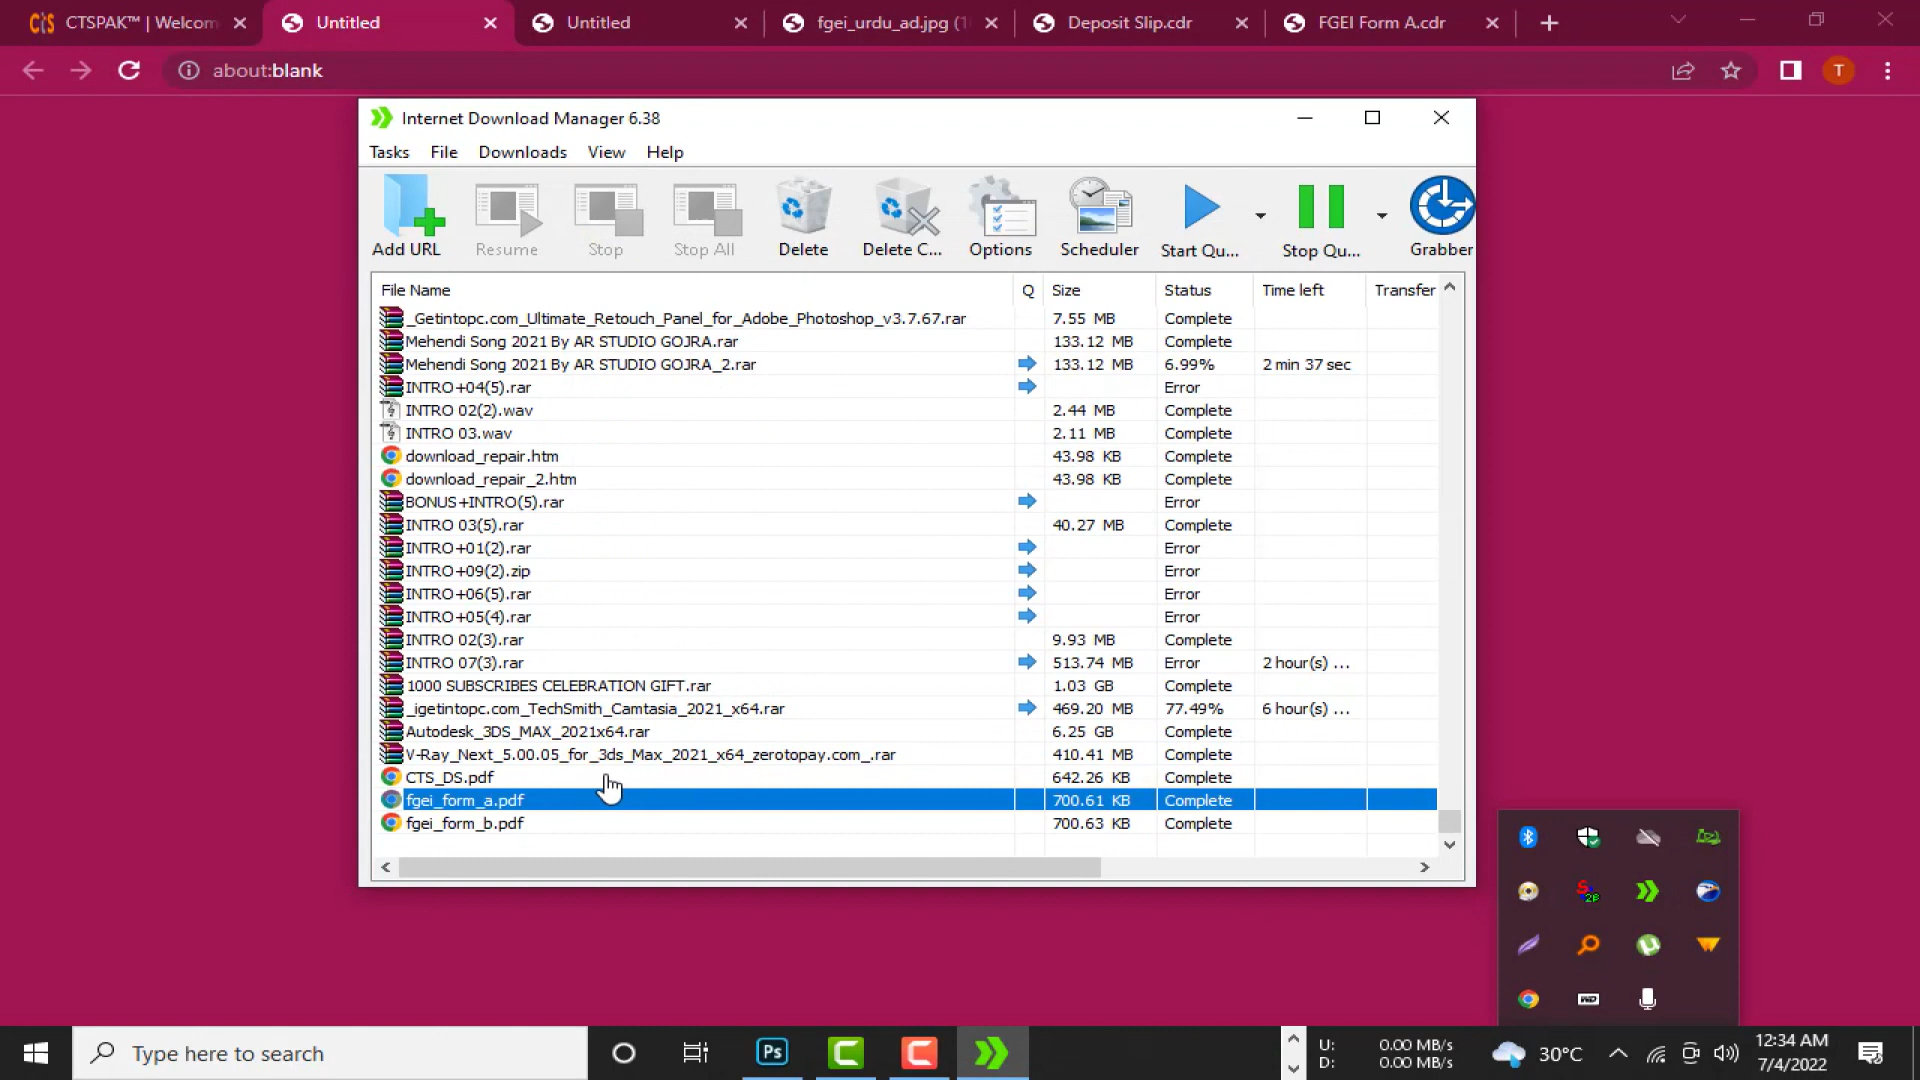 CTSPAK™ | Welcom
Untitled
Untitled
fgei_urdu_ad.jpg (1
Deposit Slip.cdr
FGEI Form A.cdr
about:blank
T
Internet Download Manager 6.38
Tasks File Downloads View Help
Add URL
Resume
Stop
Stop All
Delete
Delete C...
Options
Scheduler
Start Qu...
Stop Qu...
Grabber
File Name Q Size Status Time left Transfer
_Getintopc.com_Ultimate_Retouch_Panel_for_Adobe_Photoshop_v3.7.67.rar 7.55 MB Complete
Mehendi Song 2021 By AR STUDIO GOJRA.rar 133.12 MB Complete
Mehendi Song 2021 By AR STUDIO GOJRA_2.rar 133.12 MB 6.99% 2 min 37 sec
INTRO+04(5).rar Error
INTRO 02(2).wav 2.44 MB Complete
INTRO 03.wav 2.11 MB Complete
download_repair.htm 43.98 KB Complete
download_repair_2.htm 43.98 KB Complete
BONUS+INTRO(5).rar Error
INTRO 03(5).rar 40.27 MB Complete
INTRO+01(2).rar Error
INTRO+09(2).zip Error
INTRO+06(5).rar Error
INTRO+05(4).rar Error
INTRO 02(3).rar 9.93 MB Complete
INTRO 07(3).rar 513.74 MB Error 2 hour(s) ...
1000 SUBSCRIBES CELEBRATION GIFT.rar 1.03 GB Complete
_igetintopc.com_TechSmith_Camtasia_2021_x64.rar 469.20 MB 77.49% 6 hour(s) ...
Autodesk_3DS_MAX_2021x64.rar 6.25 GB Complete
V-Ray_Next_5.00.05_for_3ds_Max_2021_x64_zerotopay.com_.rar 410.41 MB Complete
CTS_DS.pdf 642.26 KB Complete
fgei_form_a.pdf 700.61 KB Complete
fgei_form_b.pdf 700.63 KB Complete
Type here to search
Ps
U: 0.00 MB/s
D: 0.00 MB/s
30°C
12:34 AM
7/4/2022